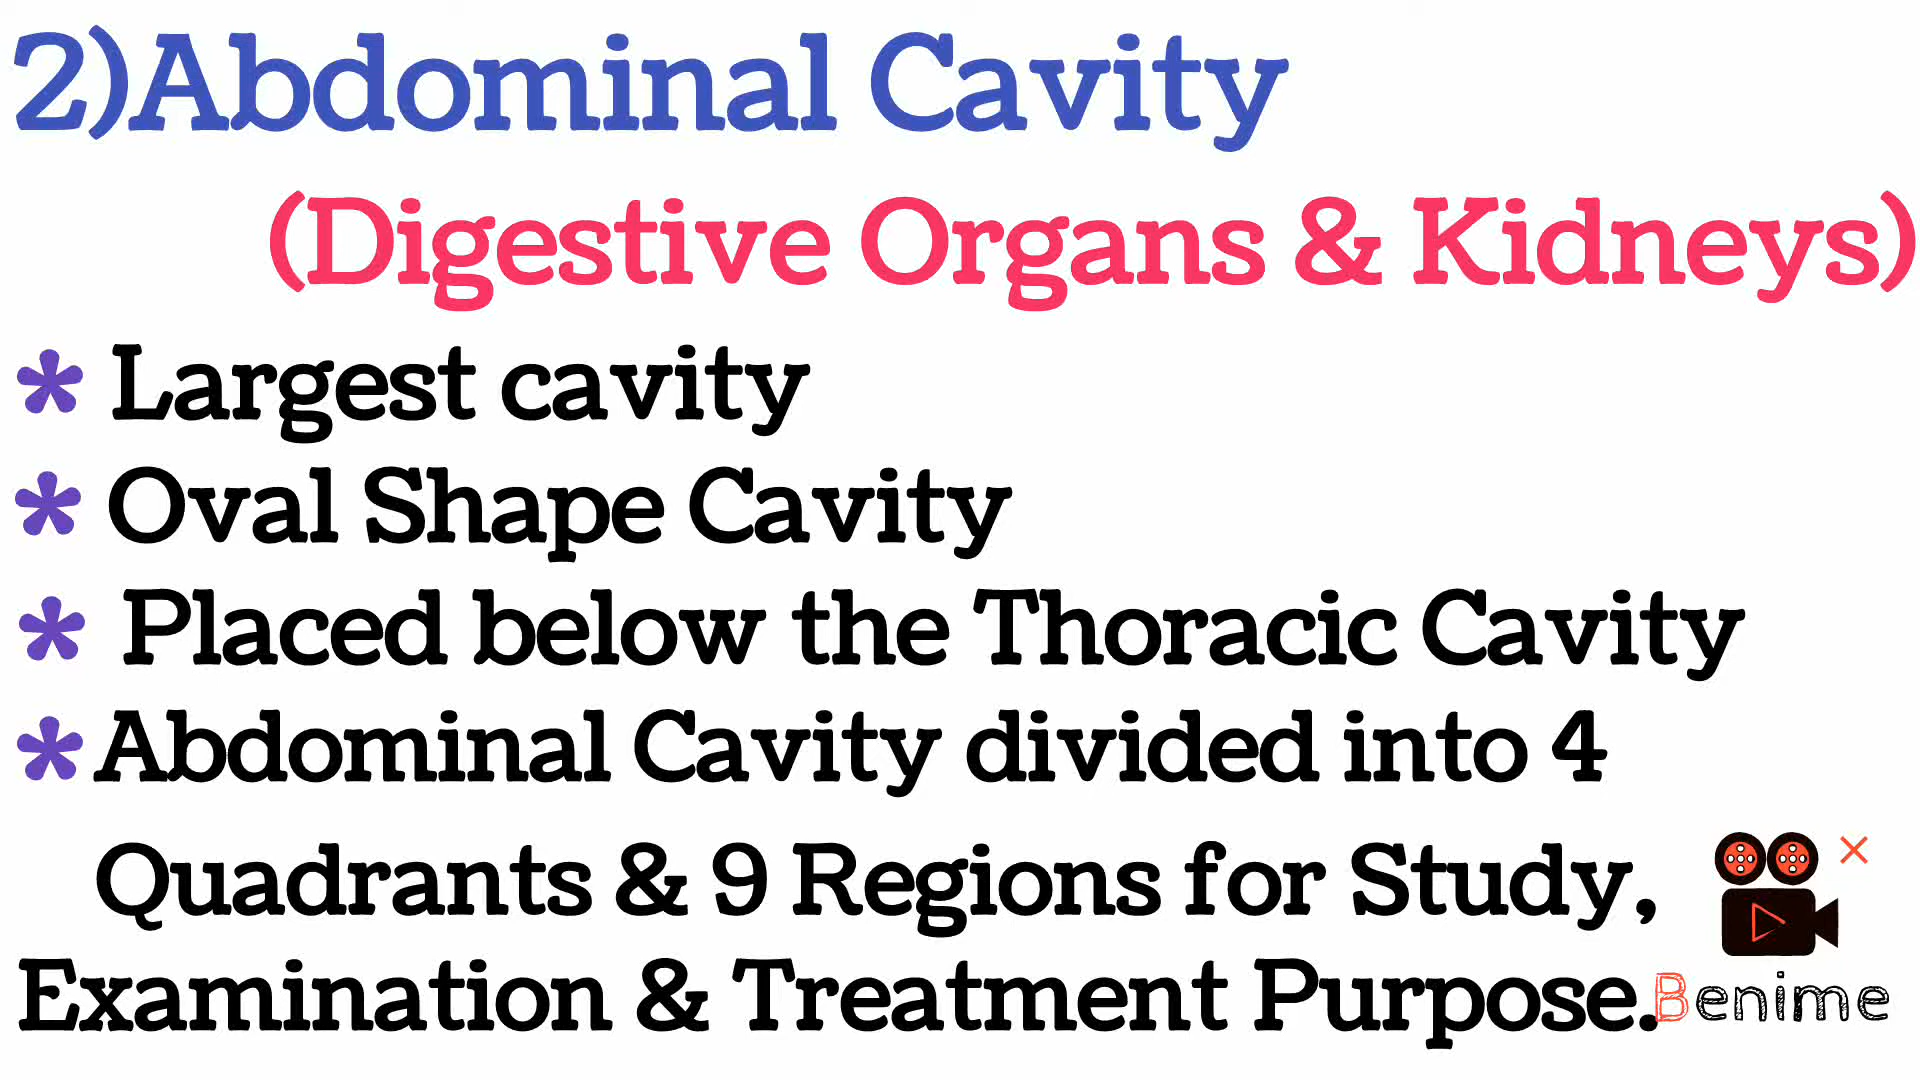 2)Abdominal Cavity
(Digestive Organs & Kidneys)
* Largest cavity
* Oval Shape Cavity
* Placed below the Thoracic Cavity
* Abdominal Cavity divided into 4
Quadrants & 9 Regions for Study,
Examination & Treatment Purpose.
Benime